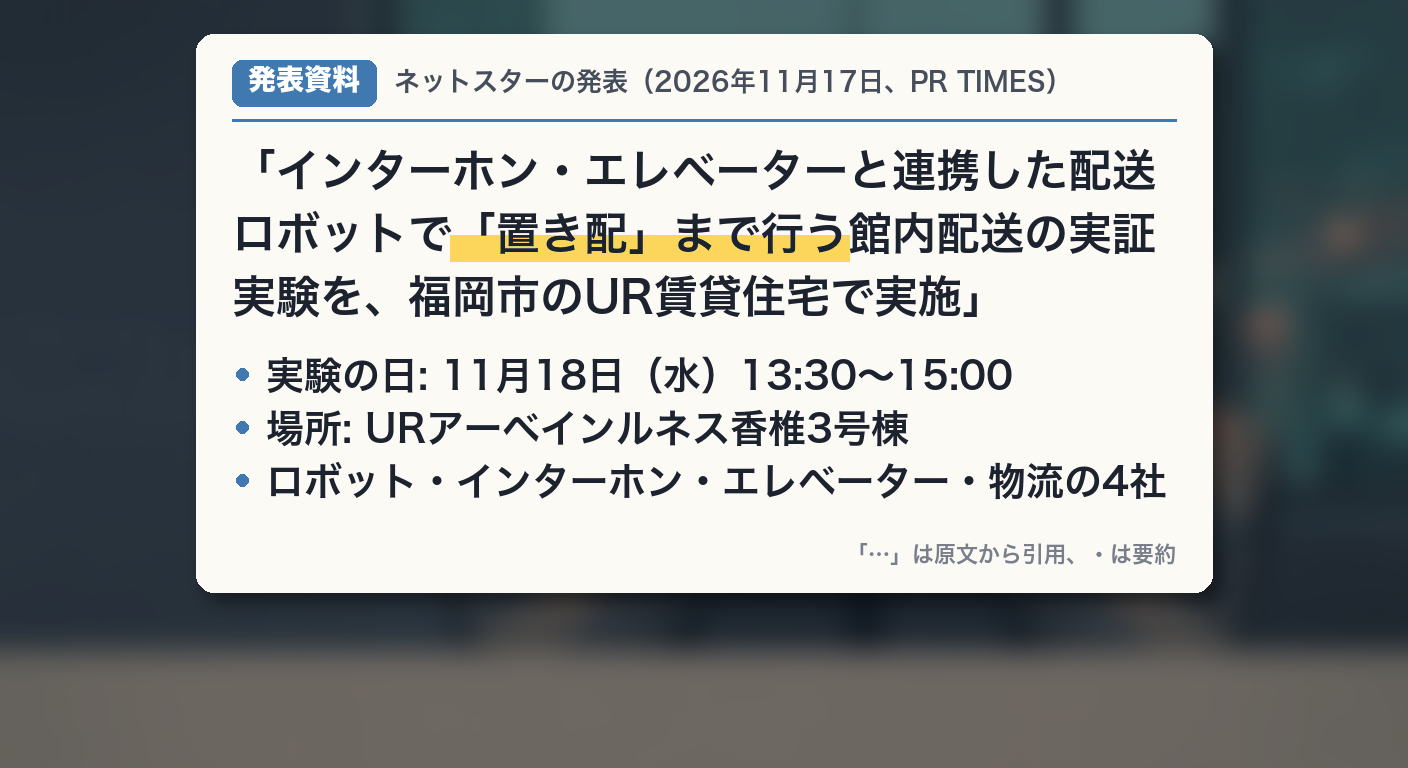 発表資料 ネットスターの発表（2026年11月17日、PR TIMES）
「インターホン・エレベーターと連携した配送
ロボットで「置き配」まで行う館内配送の実証
実験を、福岡市のUR賃貸住宅で実施」
• 実験の日: 11月18日（水）13:30〜15:00
• 場所: URアーベインルネス香椎3号棟
• ロボット・インターホン・エレベーター・物流の4社
「…」は原文から引用、・は要約